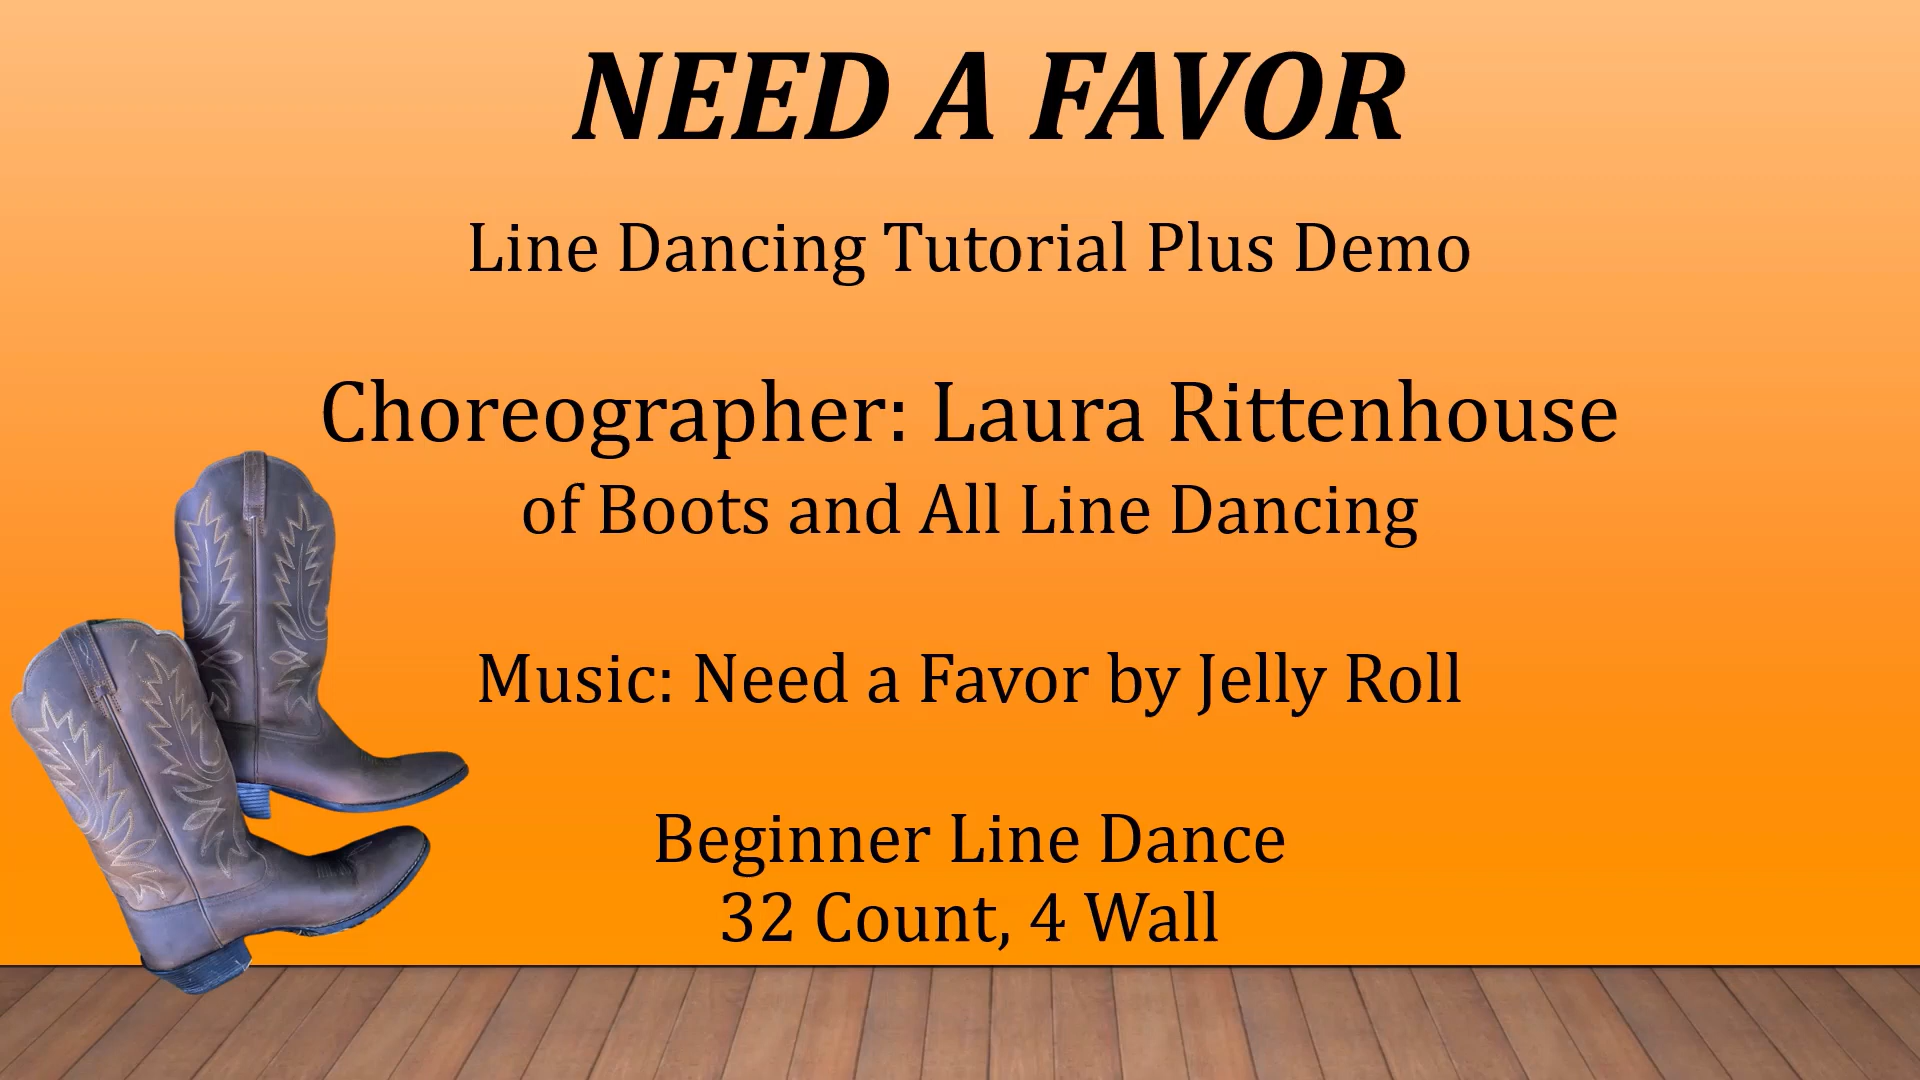 NEED A FAVOR
Line Dancing Tutorial Plus Demo
Choreographer: Laura Rittenhouse
of Boots and All Line Dancing
Music: Need a Favor by Jelly Roll
Beginner Line Dance
32 Count, 4 Wall